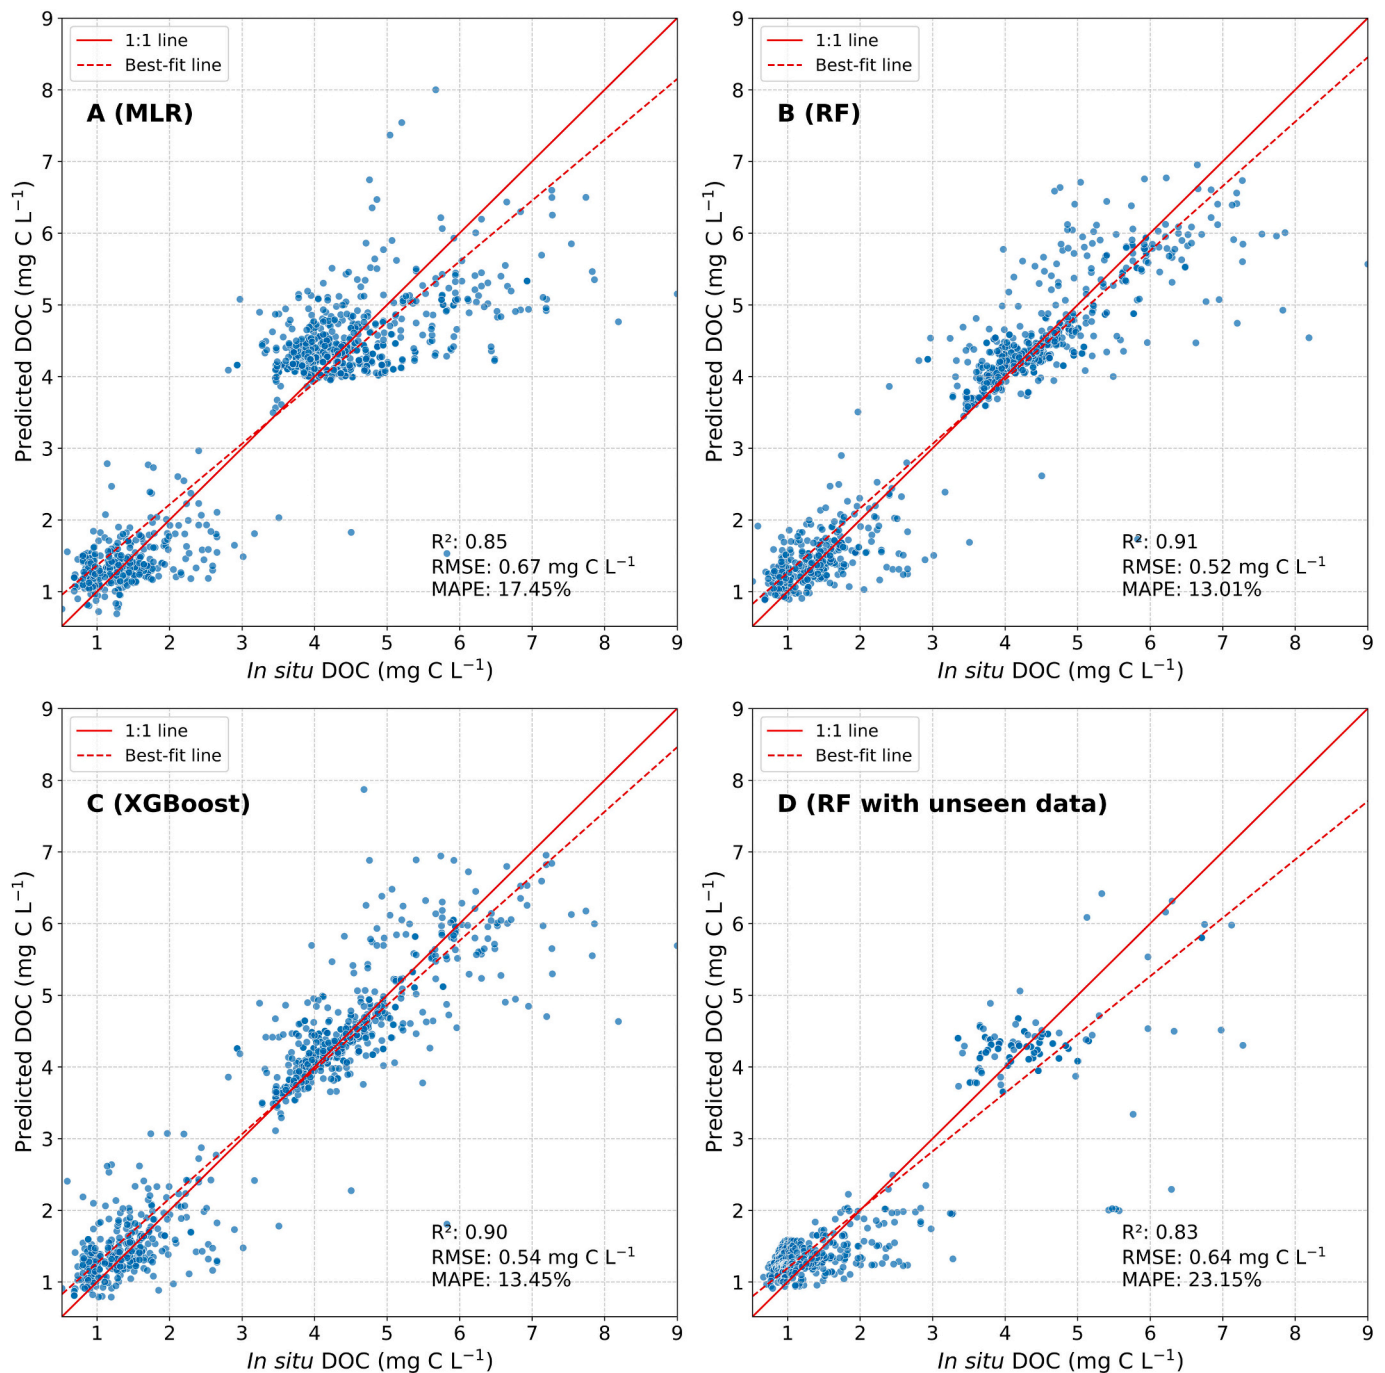 1:1 line
Best-fit line
A (MLR)
R²: 0.85
RMSE: 0.67 mg C L⁻¹
MAPE: 17.45%
Predicted DOC (mg C L⁻¹)
9
8
7
6
5
4
3
2
1
1 2 3 4 5 6 7 8 9
In situ DOC (mg C L⁻¹)
1:1 line
Best-fit line
B (RF)
R²: 0.91
RMSE: 0.52 mg C L⁻¹
MAPE: 13.01%
Predicted DOC (mg C L⁻¹)
9
8
7
6
5
4
3
2
1
1 2 3 4 5 6 7 8 9
In situ DOC (mg C L⁻¹)
1:1 line
Best-fit line
C (XGBoost)
R²: 0.90
RMSE: 0.54 mg C L⁻¹
MAPE: 13.45%
Predicted DOC (mg C L⁻¹)
9
8
7
6
5
4
3
2
1
1 2 3 4 5 6 7 8 9
In situ DOC (mg C L⁻¹)
1:1 line
Best-fit line
D (RF with unseen data)
R²: 0.83
RMSE: 0.64 mg C L⁻¹
MAPE: 23.15%
Predicted DOC (mg C L⁻¹)
9
8
7
6
5
4
3
2
1
1 2 3 4 5 6 7 8 9
In situ DOC (mg C L⁻¹)